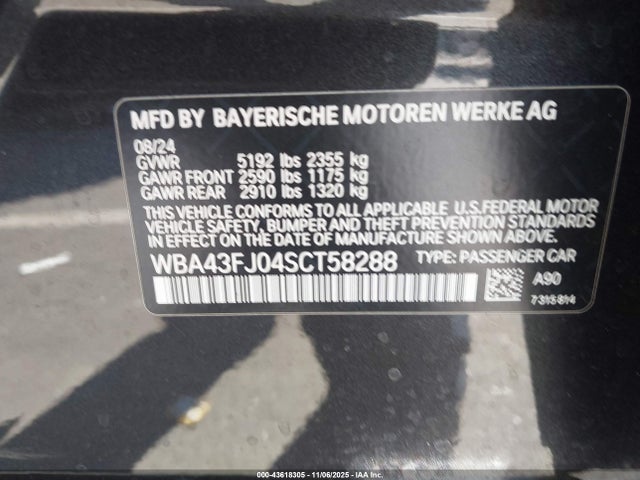 MFD BY BAYERISCHE MOTOREN WERKE AG
08/24
GVWR 5192 lbs 2355 kg
GAWR FRONT 2590 lbs 1175 kg
GAWR REAR 2910 lbs 1320 kg
THIS VEHICLE CONFORMS TO ALL APPLICABLE U.S.FEDERAL MOTOR
VEHICLE SAFETY, BUMPER AND THEFT PREVENTION STANDARDS
IN EFFECT ON THE DATE OF MANUFACTURE SHOWN ABOVE.
WBA43FJ04SCT58288 TYPE: PASSENGER CAR
A90
7315814
000-43618305 - 11/06/2025 - © IAA Inc.